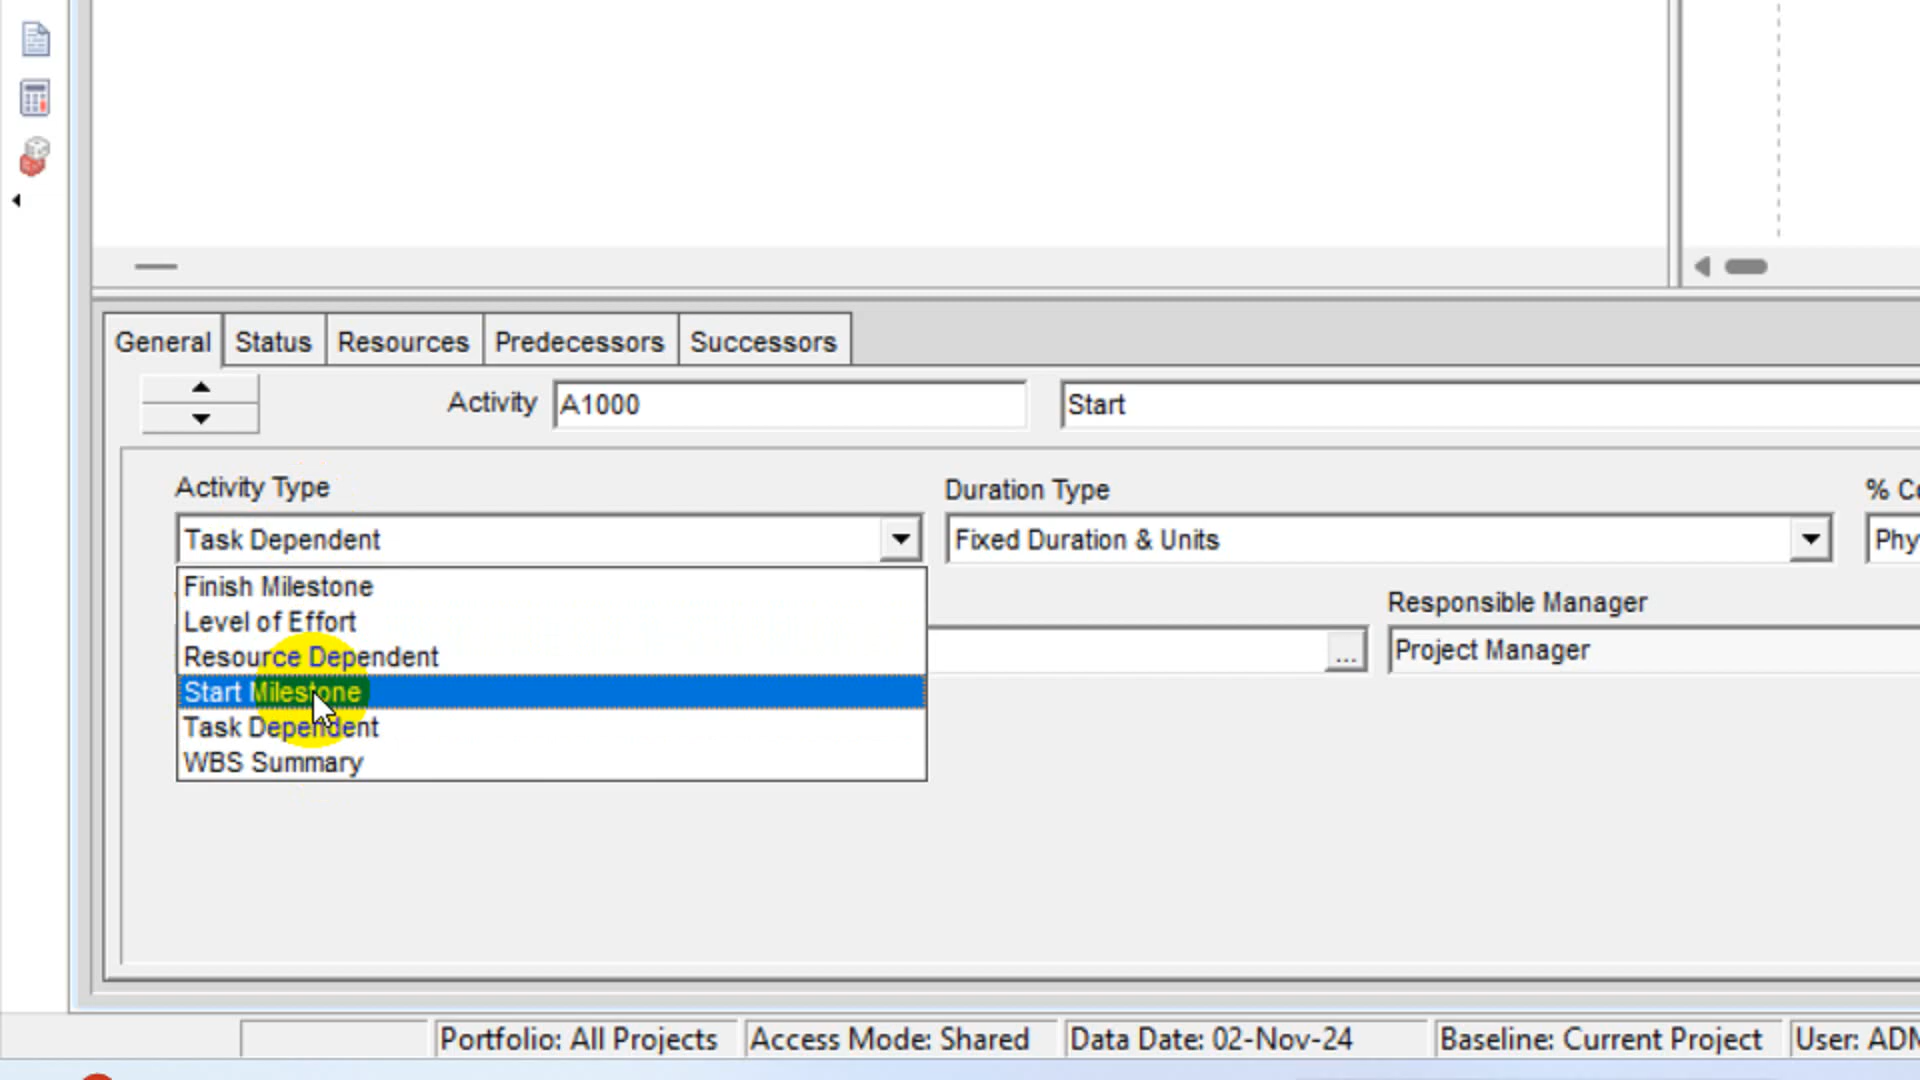 General Status Resources Predecessors Successors
Activity A1000 Start
Activity Type Duration Type
Task Dependent Fixed Duration & Units Phy
Finish Milestone
Level of Effort
Responsible Manager
Resource Dependent
... Project Manager
Start Milestone
Task Dependent
WBS Summary
Portfolio: All Projects Access Mode: Shared Data Date: 02-Nov-24 Baseline: Current Project User: ADM